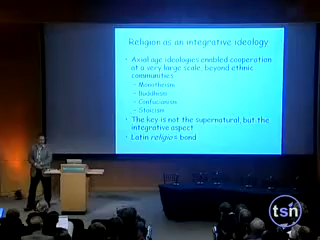 Religion as an integrative ideology
• Axial age ideologies enabled cooperation
at a very large scale, beyond ethnic
communities
– Monotheism
– Buddhism
– Confucianism
– Stoicism
• The key is not the supernatural, but the
integrative aspect
• Latin religio = bond
tsn